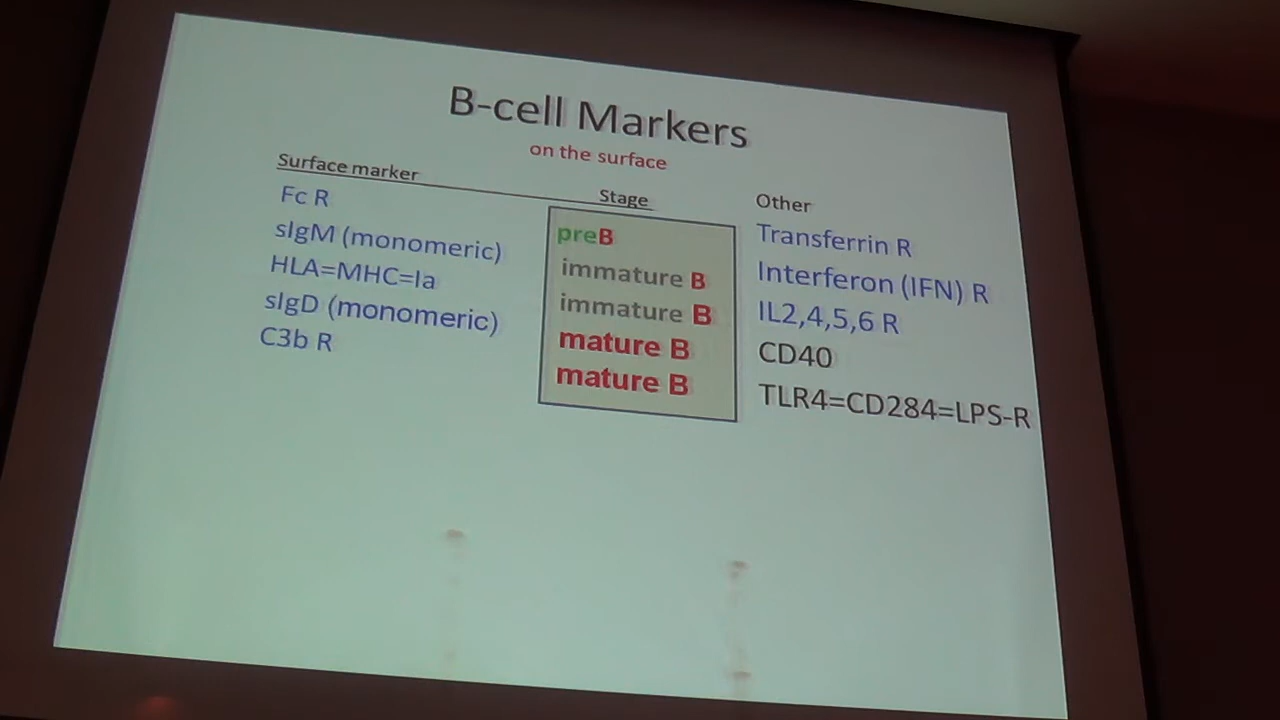 B-cell Markers
on the surface
Surface marker Stage Other
Fc R preB Transferrin R
sIgM (monomeric) immature B Interferon (IFN) R
HLA=MHC=Ia immature B IL2,4,5,6 R
sIgD (monomeric) mature B CD40
C3b R mature B TLR4=CD284=LPS-R